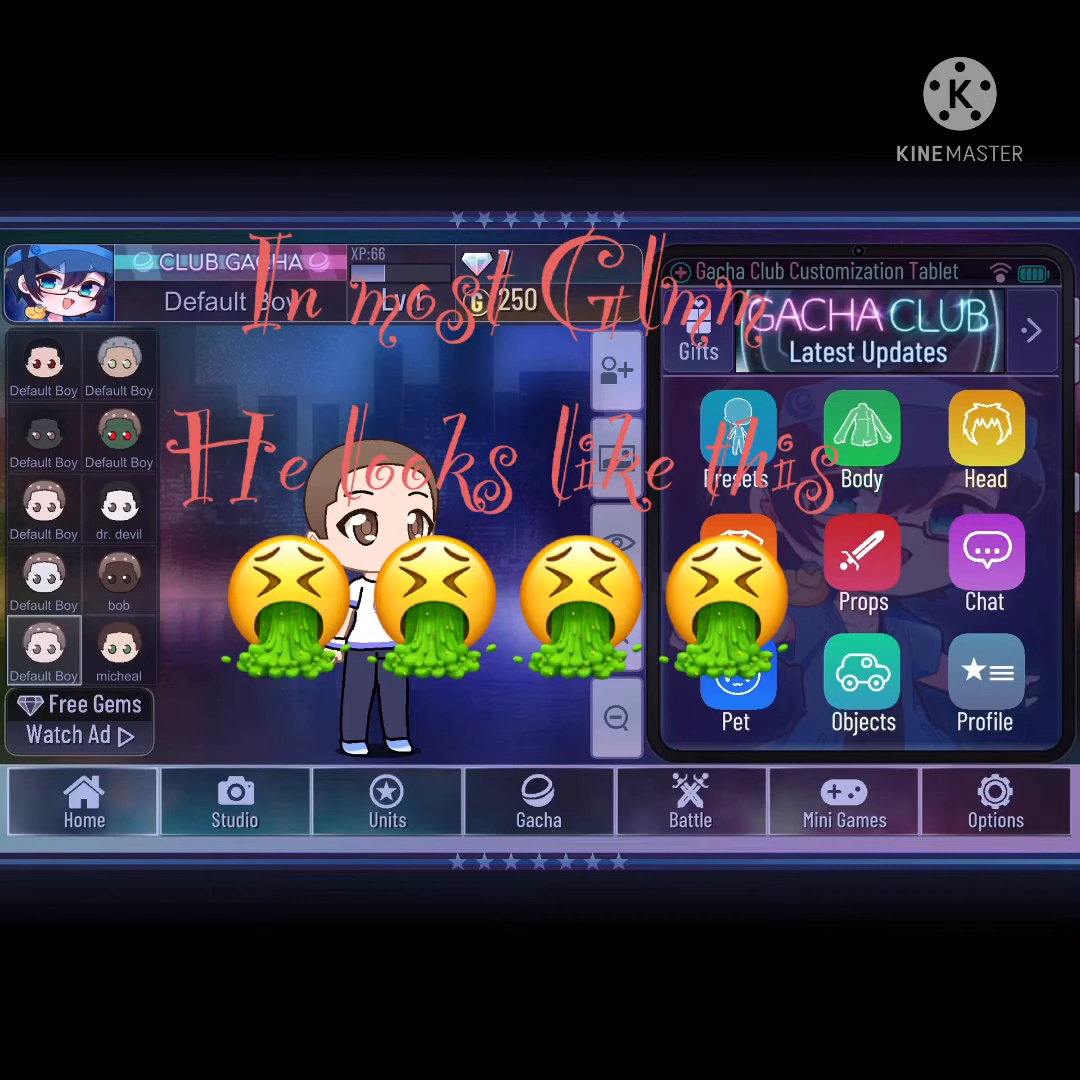 KINEMASTER
CLUB GACHA
XP:66
Default Boy
Lv.1
G 250
In most Glmm
He looks like this
Gacha Club Customization Tablet
Gifts
GACHA CLUB
Latest Updates
Default Boy
Default Boy
Default Boy
Default Boy
Default Boy
dr. devil
Default Boy
bob
Default Boy
micheal
Free Gems
Watch Ad
Presets
Body
Head
Props
Chat
Pet
Objects
Profile
Home
Studio
Units
Gacha
Battle
Mini Games
Options